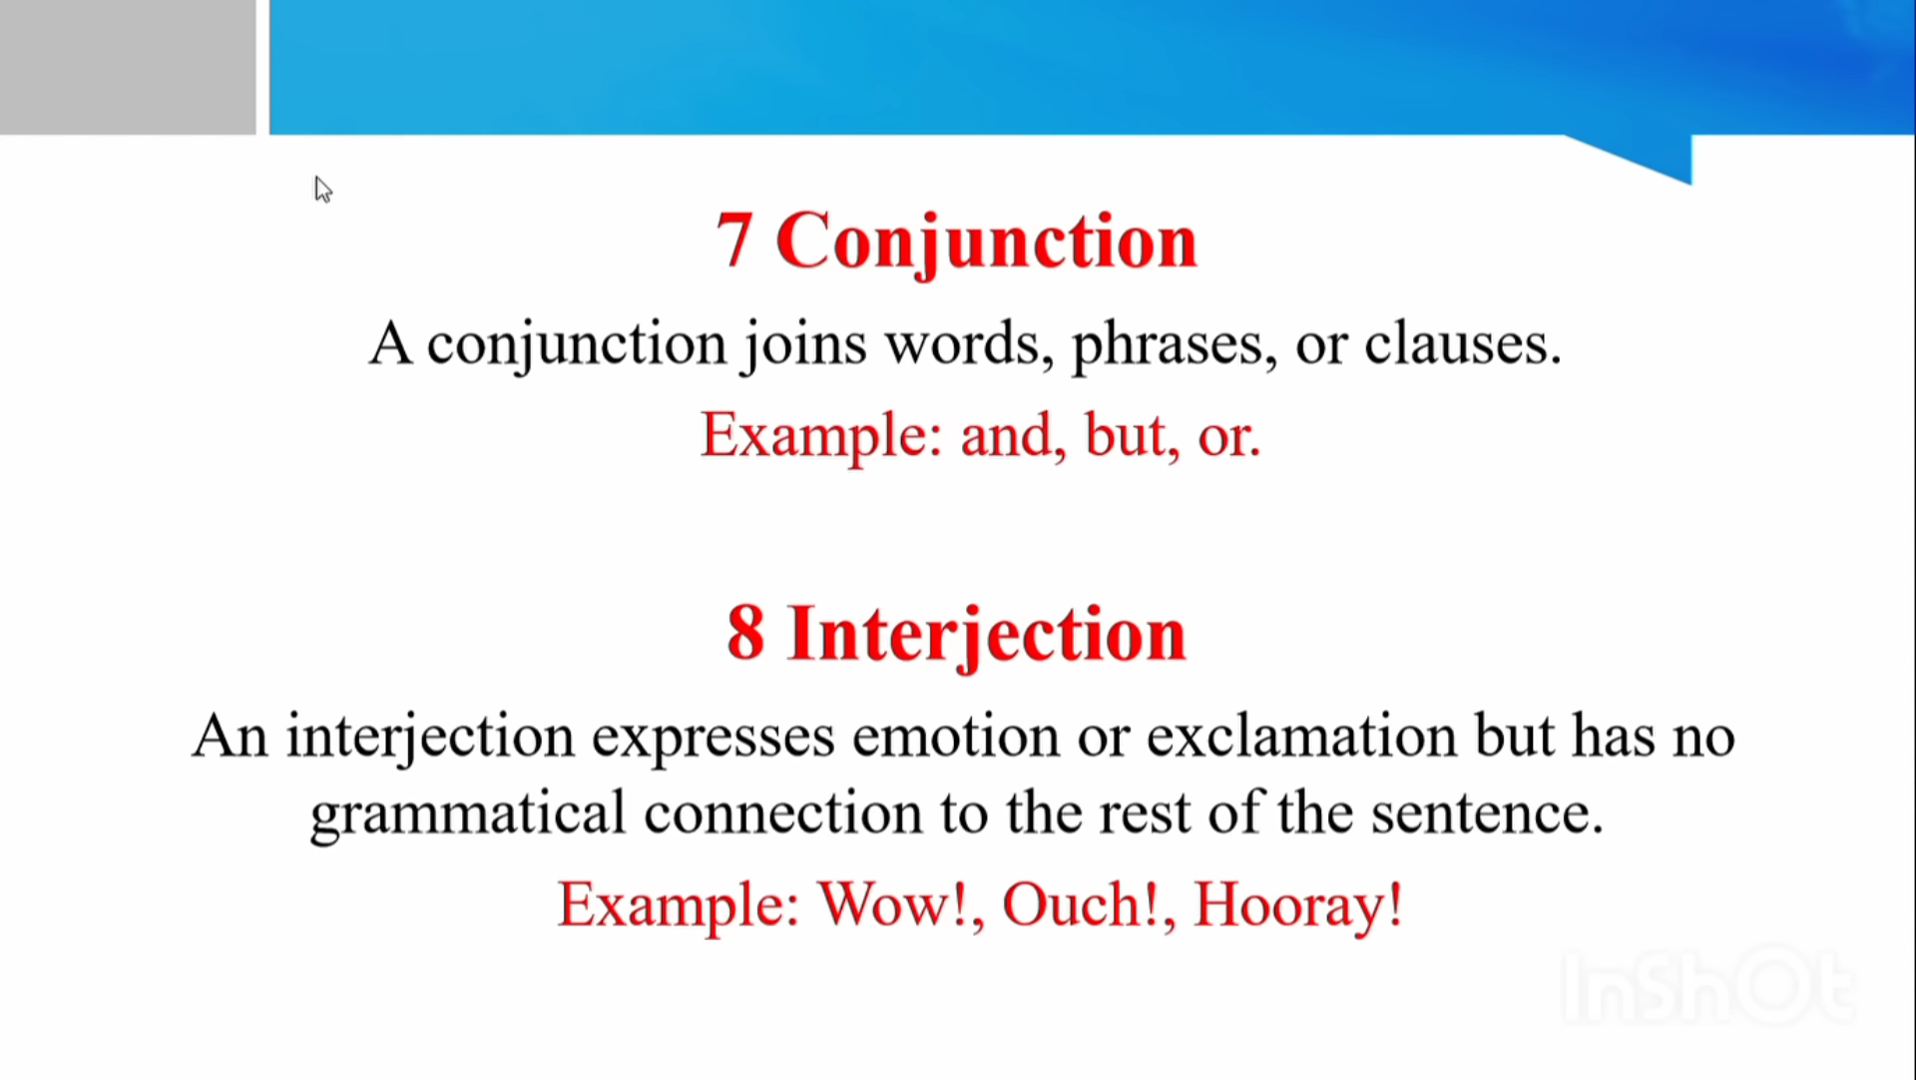 7 Conjunction
A conjunction joins words, phrases, or clauses.
Example: and, but, or.
8 Interjection
An interjection expresses emotion or exclamation but has no
grammatical connection to the rest of the sentence.
Example: Wow!, Ouch!, Hooray!
InShOt